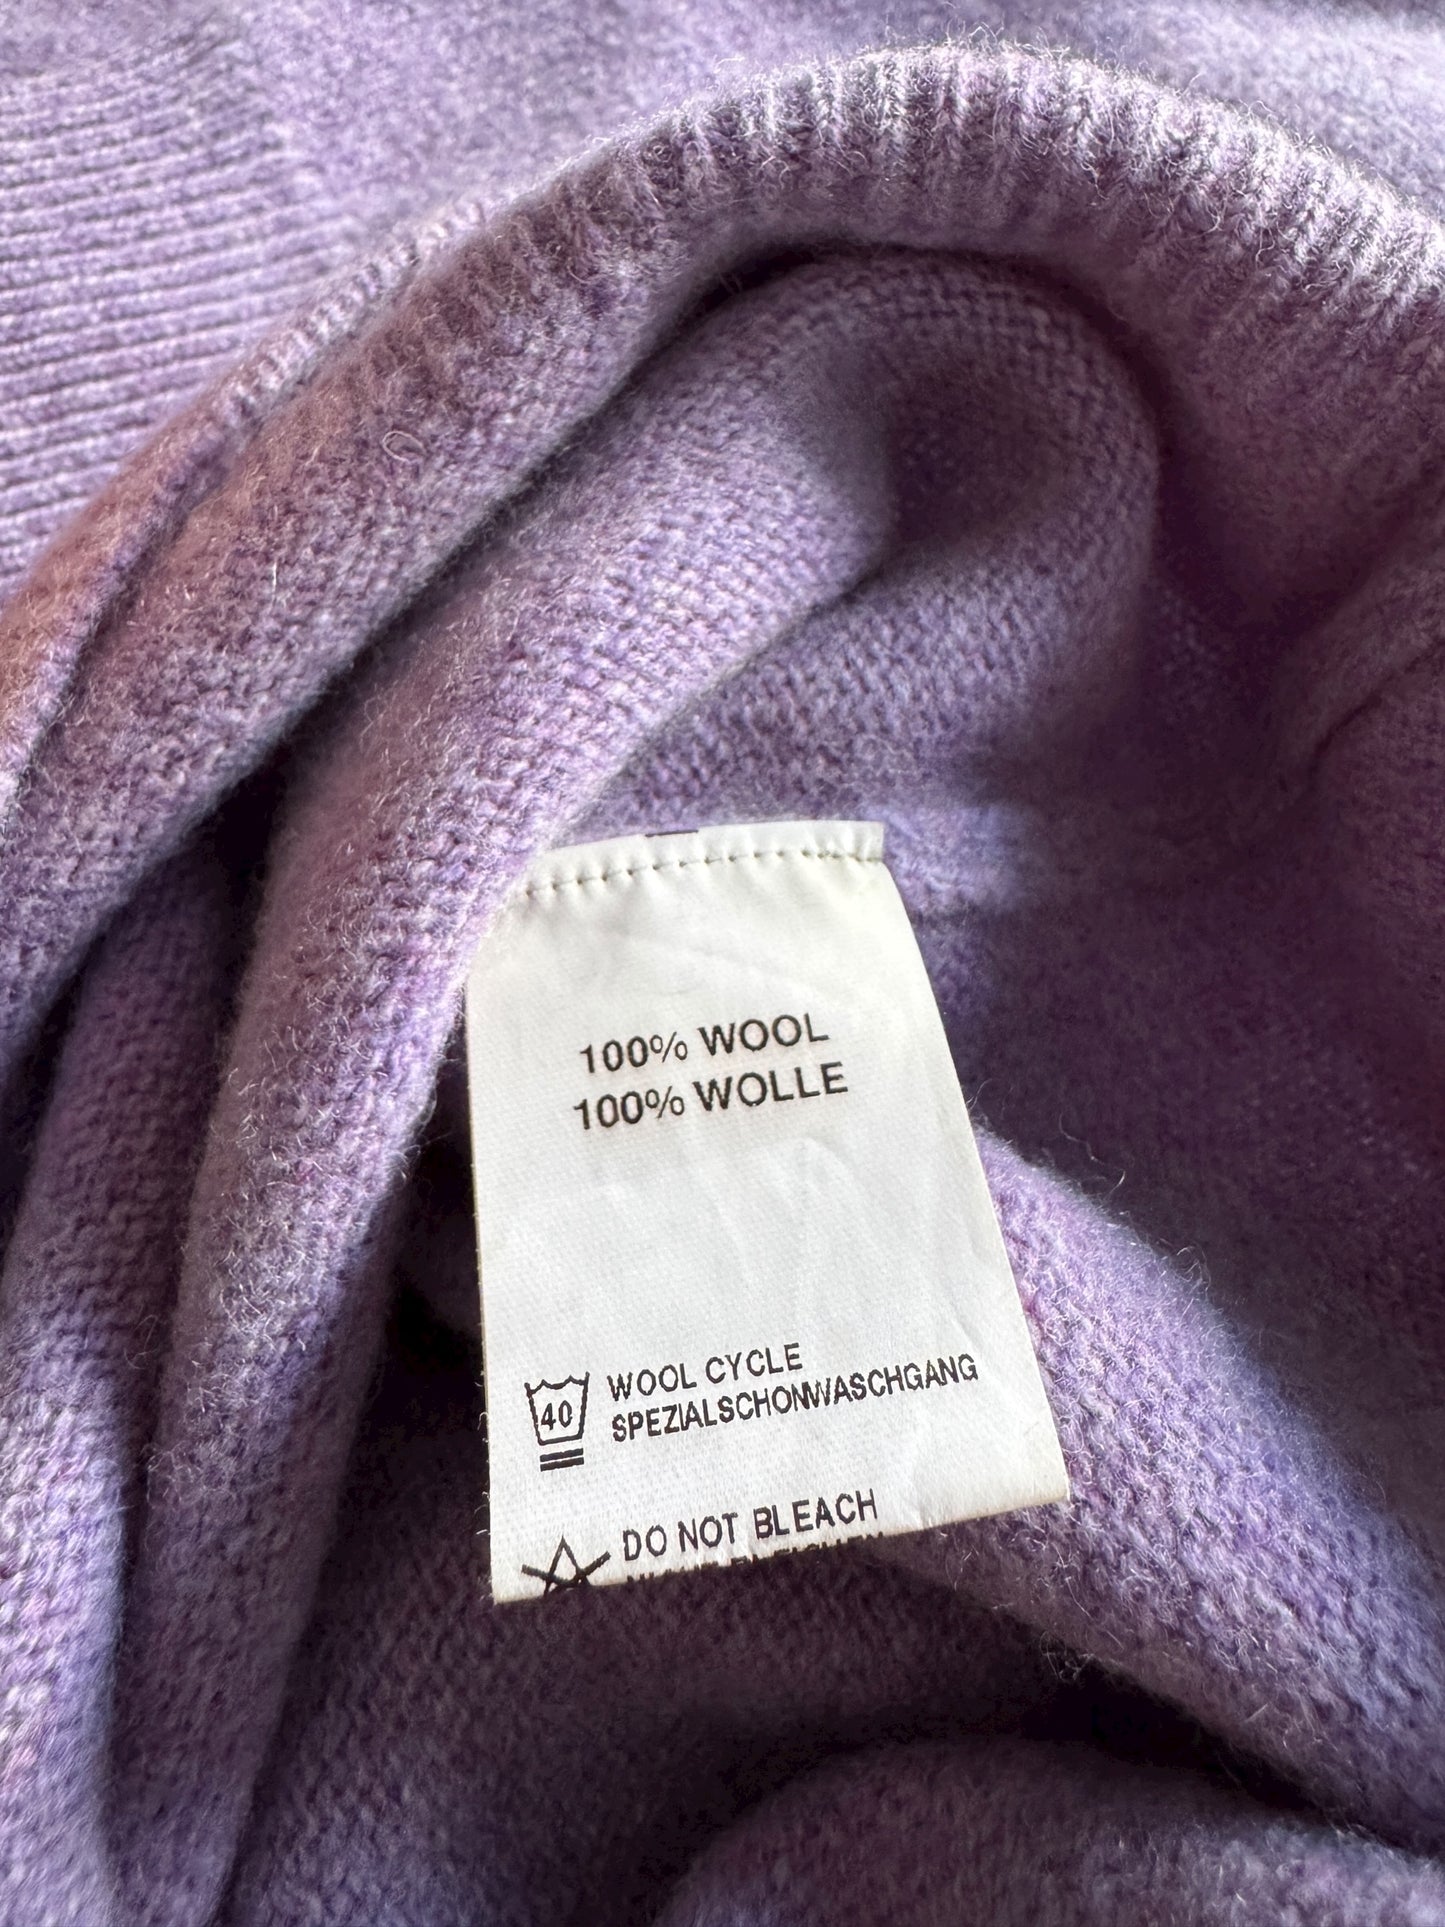 100% WOOL
100% WOLLE
40 WOOL CYCLE
SPEZIALSCHONWASCHGANG
DO NOT BLEACH